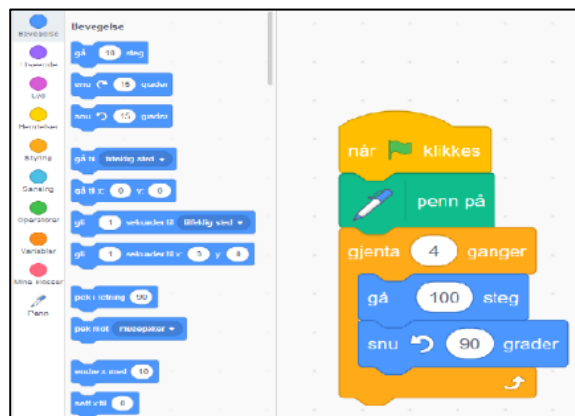 Bevegelse
Bevegelse
gå 10 steg
Utseende
snu 15 grader
Lyd
snu 15 grader
Hendelser
Styring
gå til tilfeldig sted
Sansing
gå til x: 0 y: 0
Operatorer
gli 1 sekunder til tilfeldig sted
Variabler
gli 1 sekunder til x: 0 y: 0
Mine klosser
Penn
pek i retning 90
pek mot musepeker
endre x med 10
sett x til 0
når klikkes
penn på
gjenta 4 ganger
gå 100 steg
snu 90 grader